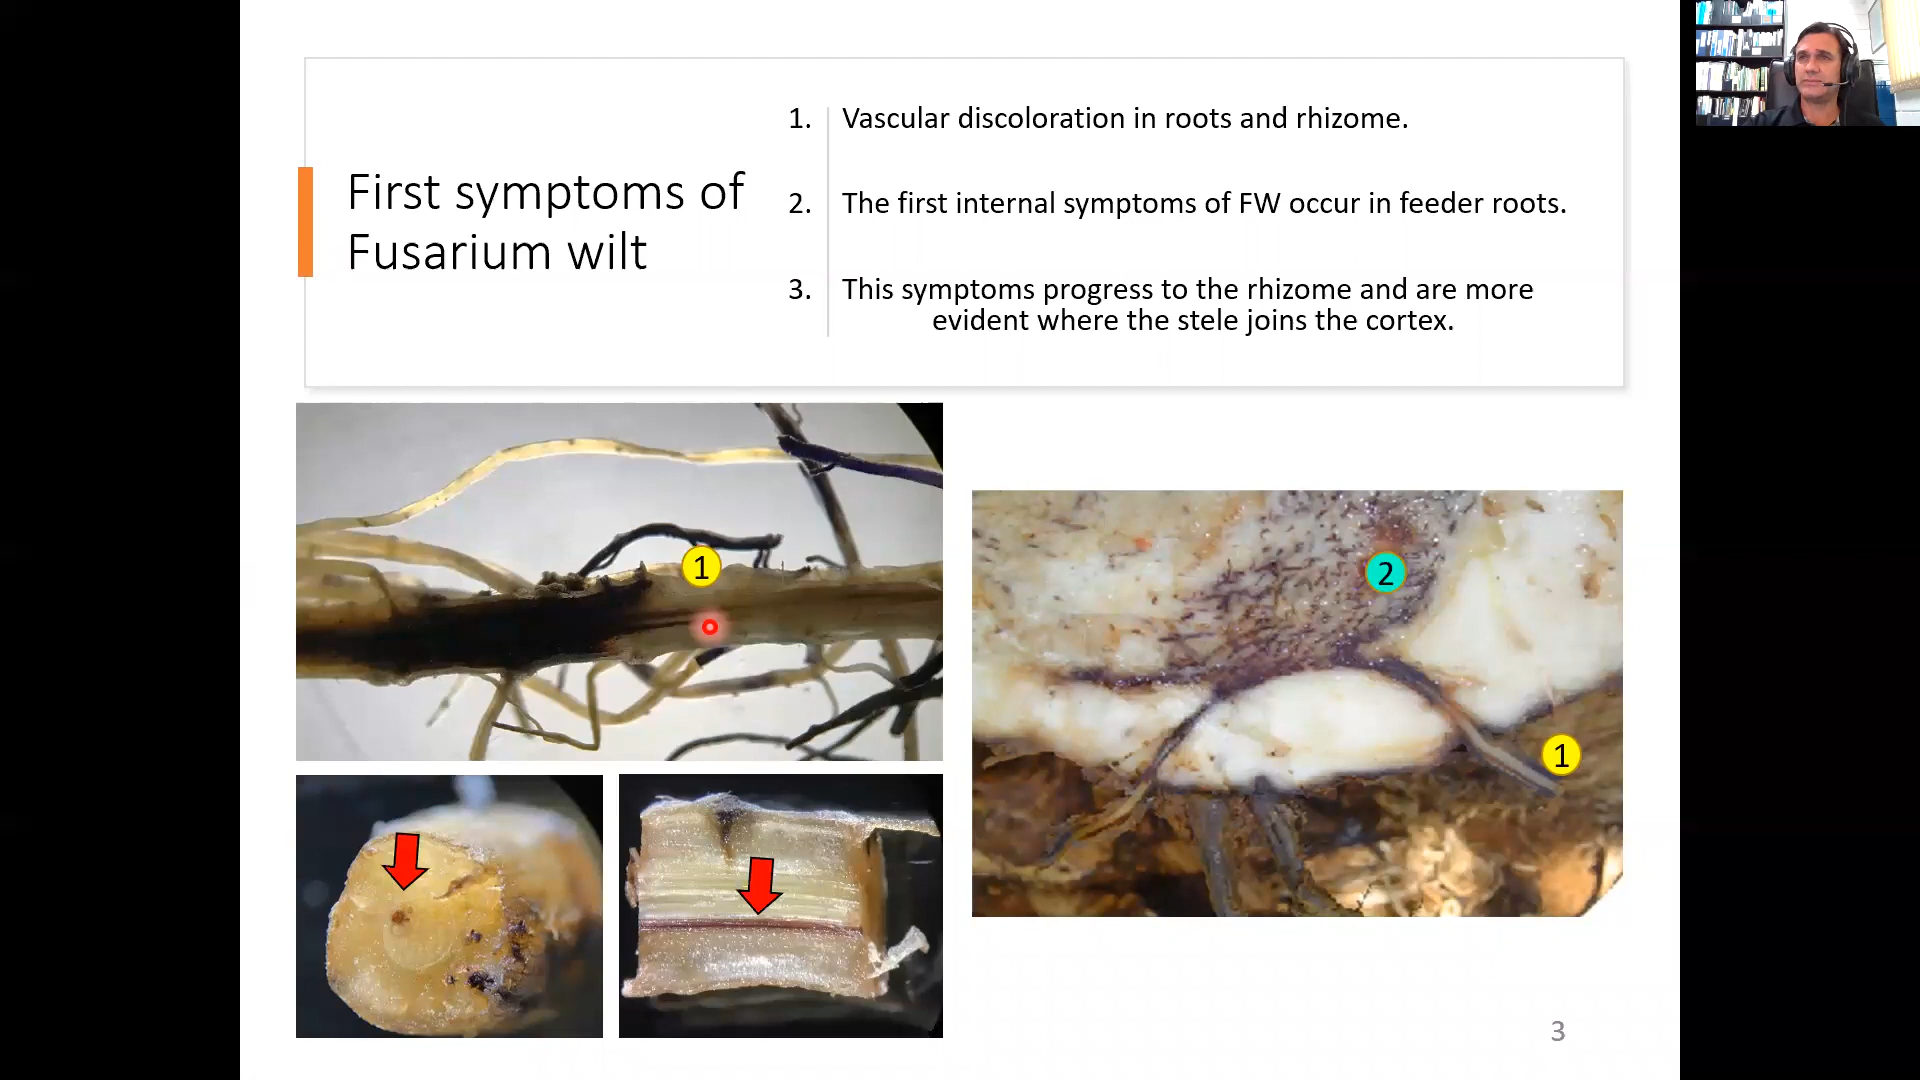 First symptoms of
Fusarium wilt
1. Vascular discoloration in roots and rhizome.
2. The first internal symptoms of FW occur in feeder roots.
3. This symptoms progress to the rhizome and are more
evident where the stele joins the cortex.
1
2
1
3